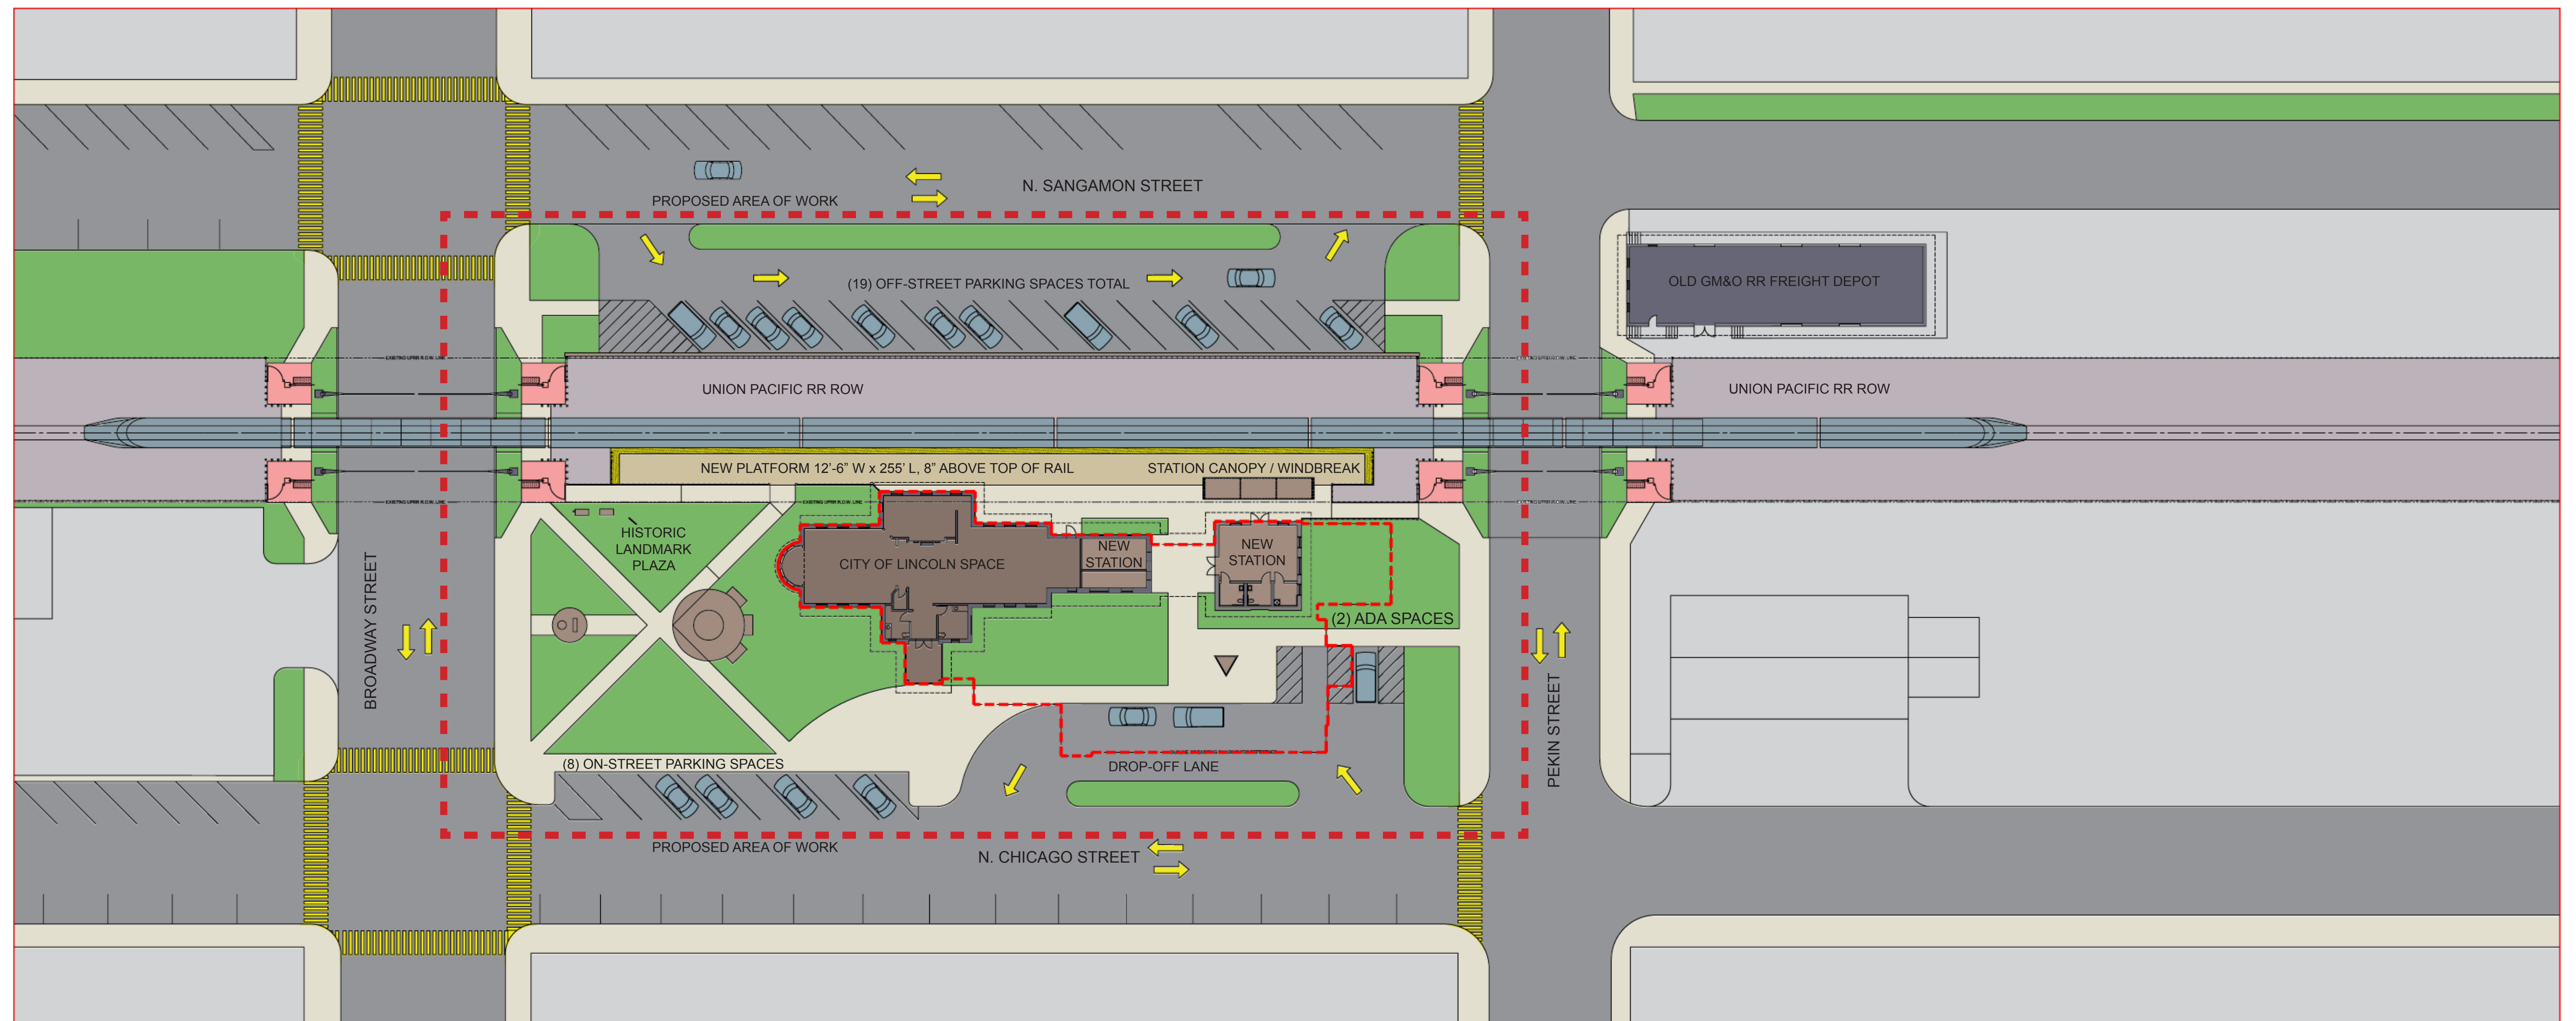 N. SANGAMON STREET
PROPOSED AREA OF WORK
(19) OFF-STREET PARKING SPACES TOTAL
OLD GM&O RR FREIGHT DEPOT
UNION PACIFIC RR ROW
UNION PACIFIC RR ROW
NEW PLATFORM 12'-6" W x 255' L, 8" ABOVE TOP OF RAIL
STATION CANOPY / WINDBREAK
HISTORIC
LANDMARK
PLAZA
CITY OF LINCOLN SPACE
NEW
STATION
NEW
STATION
(2) ADA SPACES
BROADWAY STREET
PEKIN STREET
(8) ON-STREET PARKING SPACES
DROP-OFF LANE
PROPOSED AREA OF WORK
N. CHICAGO STREET